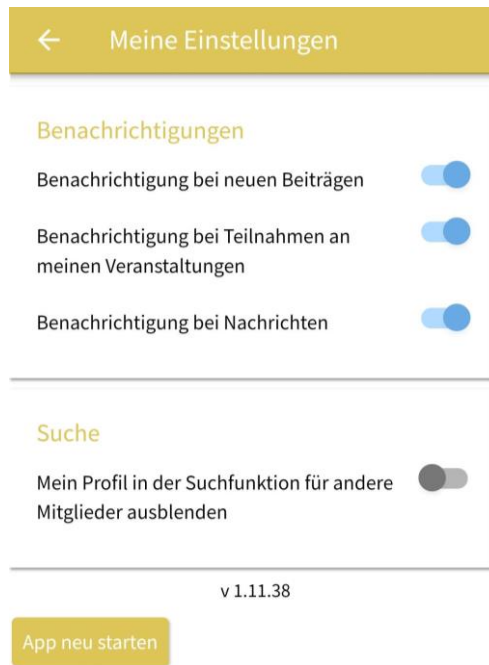 Meine Einstellungen
Benachrichtigungen
Benachrichtigung bei neuen Beiträgen
Benachrichtigung bei Teilnahmen an
meinen Veranstaltungen
Benachrichtigung bei Nachrichten
Suche
Mein Profil in der Suchfunktion für andere
Mitglieder ausblenden
v 1.11.38
App neu starten